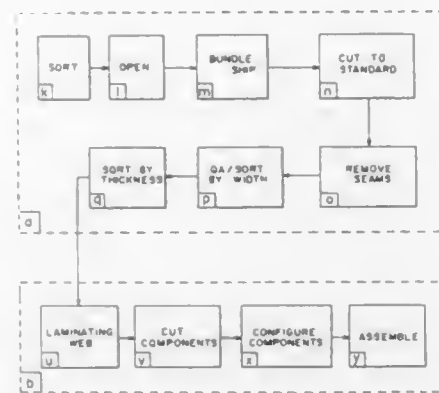 SORT
k
OPEN
l
BUNDLE
SHIP
m
CUT TO
STANDARD
n
REMOVE
SEAMS
o
QA/SORT
BY WIDTH
p
SORT BY
THICKNESS
q
a
LAMINATING
WEB
u
CUT
COMPONENTS
v
CONFIGURE
COMPONENTS
x
ASSEMBLE
y
b